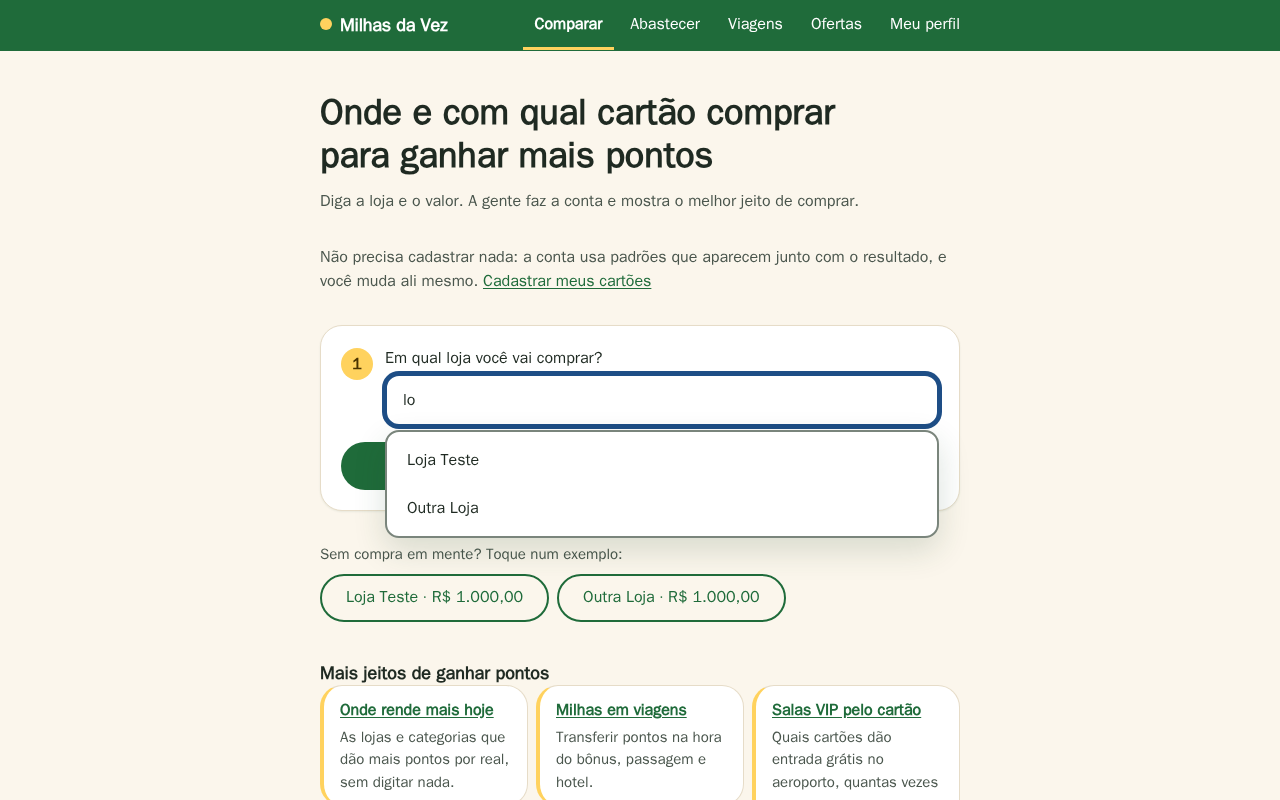 Milhas da Vez
Comparar
Abastecer
Viagens
Ofertas
Meu perfil
Onde e com qual cartão comprar
para ganhar mais pontos
Diga a loja e o valor. A gente faz a conta e mostra o melhor jeito de comprar.
Não precisa cadastrar nada: a conta usa padrões que aparecem junto com o resultado, e
você muda ali mesmo. Cadastrar meus cartões
1
Em qual loja você vai comprar?
lo
Loja Teste
Outra Loja
Sem compra em mente? Toque num exemplo:
Loja Teste · R$ 1.000,00
Outra Loja · R$ 1.000,00
Mais jeitos de ganhar pontos
Onde rende mais hoje
As lojas e categorias que
dão mais pontos por real,
sem digitar nada.
Milhas em viagens
Transferir pontos na hora
do bônus, passagem e
hotel.
Salas VIP pelo cartão
Quais cartões dão
entrada grátis no
aeroporto, quantas vezes